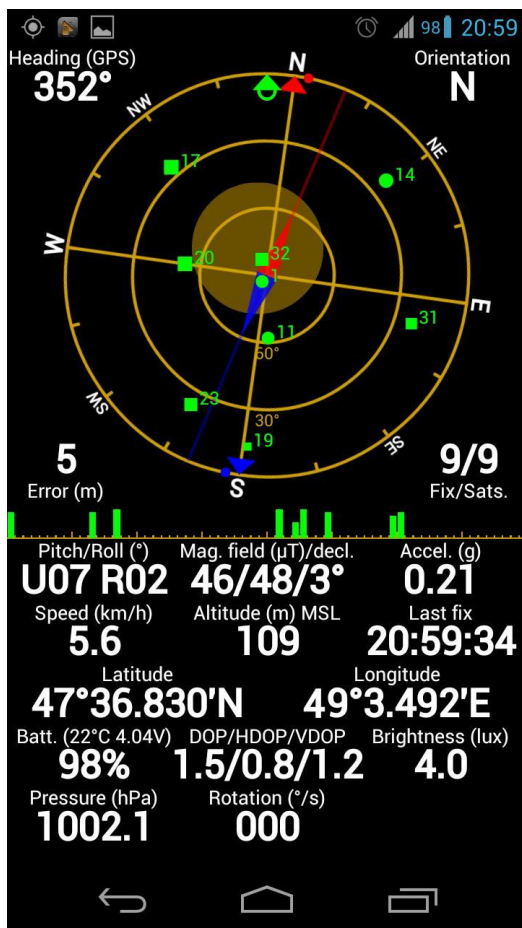 98 20:59
Heading (GPS) Orientation
352° N
N
NW NE
17
14
W 20 32
1
E
31
11
60°
23
30°
19
SW SE
S
5 9/9
Error (m) Fix/Sats.
Pitch/Roll (°) Mag. field (µT)/decl. Accel. (g)
U07 R02 46/48/3° 0.21
Speed (km/h) Altitude (m) MSL Last fix
5.6 109 20:59:34
Latitude Longitude
47°36.830'N 49°3.492'E
Batt. (22°C 4.04V) DOP/HDOP/VDOP Brightness (lux)
98% 1.5/0.8/1.2 4.0
Pressure (hPa) Rotation (°/s)
1002.1 000